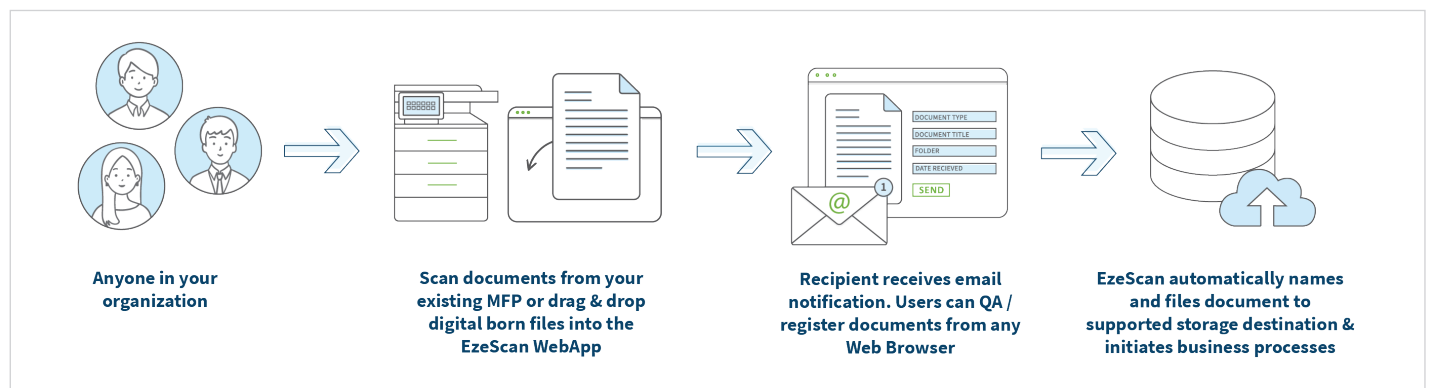 Anyone in your
organization
Scan documents from your
existing MFP or drag & drop
digital born files into the
EzeScan WebApp
DOCUMENT TYPE
DOCUMENT TITLE
FOLDER
DATE RECIEVED
SEND
1
@
Recipient receives email
notification. Users can QA /
register documents from any
Web Browser
EzeScan automatically names
and files document to
supported storage destination &
initiates business processes